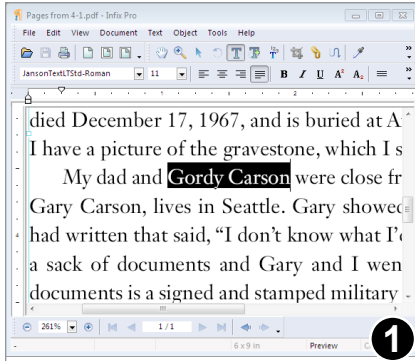 Pages from 4-1.pdf - Infix Pro
File Edit View Document Text Object Tools Help
JansonTextLTStd-Roman 11 B I U A² A₂
died December 17, 1967, and is buried at A
I have a picture of the gravestone, which I s
My dad and Gordy Carson were close fr
Gary Carson, lives in Seattle. Gary showed
had written that said, “I don’t know what I’
a sack of documents and Gary and I wen
documents is a signed and stamped military
261% 1 / 1
6 x 9 in Preview
1